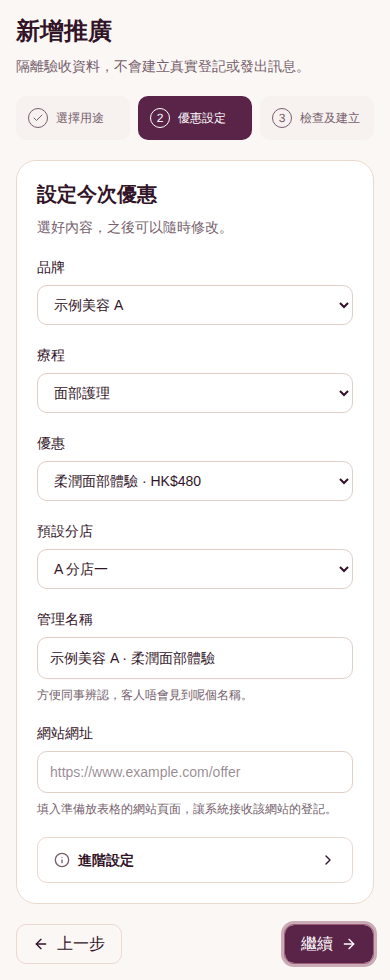 新增推廣
隔離驗收資料，不會建立真實登記或發出訊息。
選擇用途
2 優惠設定
3 檢查及建立
設定今次優惠
選好內容，之後可以隨時修改。
品牌
示例美容 A
療程
面部護理
優惠
柔潤面部體驗 · HK$480
預設分店
A 分店一
管理名稱
示例美容 A · 柔潤面部體驗
方便同事辨認，客人唔會見到呢個名稱。
網站網址
https://www.example.com/offer
填入準備放表格的網站頁面，讓系統接收該網站的登記。
進階設定
上一步
繼續